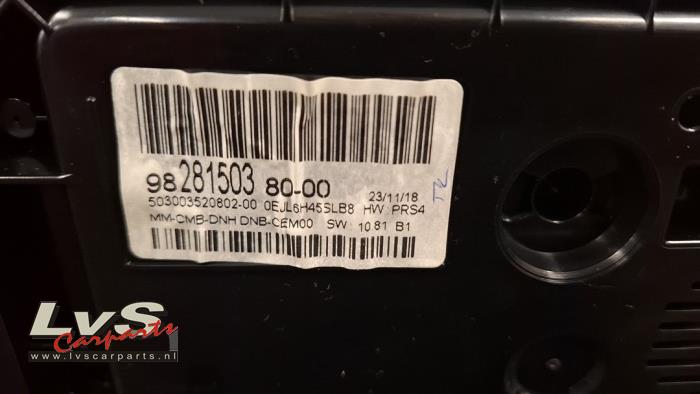 98 281503 80-00
23/11/18
503003520802-00 0EJL6H45SLB8 HW: PRS4
MM-CMB-DNH DNB-CEM00 SW: 10.81 B1
LvS
Carparts
www.lvscarparts.nl